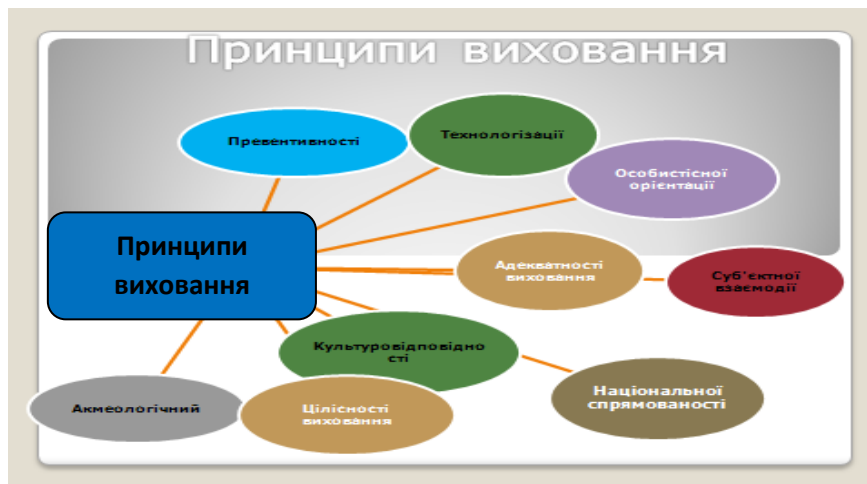 Принципи виховання
Превентивності
Технологізації
Особистісної
орієнтації
Принципи
виховання
Адекватності
виховання
Суб'єктної
взаємодії
Культуровідповідно
сті
Національної
спрямованості
Акмеологічний
Цілісності
виховання